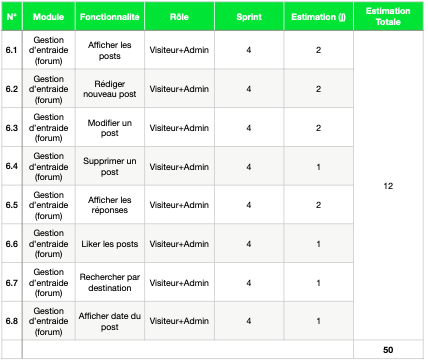 N° Module Fonctionnalité Rôle Sprint Estimation (j) Estimation Totale
6.1 Gestion d'entraide (forum) Afficher les posts Visiteur+Admin 4 2
6.2 Gestion d'entraide (forum) Rédiger nouveau post Visiteur+Admin 4 2
6.3 Gestion d'entraide (forum) Modifier un post Visiteur+Admin 4 2
6.4 Gestion d'entraide (forum) Supprimer un post Visiteur+Admin 4 1
12
6.5 Gestion d'entraide (forum) Afficher les réponses Visiteur+Admin 4 2
6.6 Gestion d'entraide (forum) Liker les posts Visiteur+Admin 4 1
6.7 Gestion d'entraide (forum) Rechercher par destination Visiteur+Admin 4 1
6.8 Gestion d'entraide (forum) Afficher date du post Visiteur+Admin 4 1
50